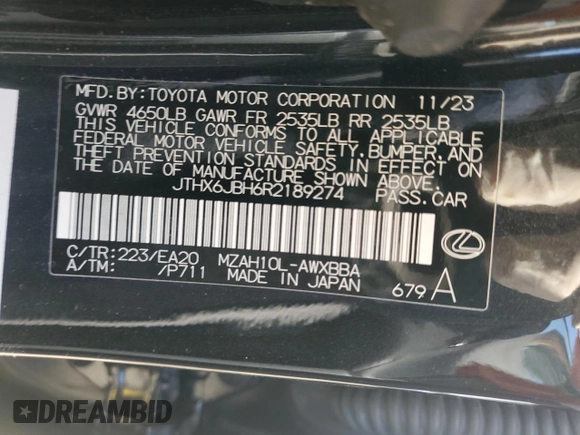 MFD. BY: TOYOTA MOTOR CORPORATION 11/23
GVWR 4650LB GAWR FR 2535LB RR 2535LB
THIS VEHICLE CONFORMS TO ALL APPLICABLE
FEDERAL MOTOR VEHICLE SAFETY, BUMPER, AND
THEFT PREVENTION STANDARDS IN EFFECT ON
THE DATE OF MANUFACTURE SHOWN ABOVE.
JTHX6JBH6R2189274 PASS. CAR
C/TR: 223/EA20 MZAH10L-AWXBBA
A/TM: /P711 MADE IN JAPAN 679 A
DREAMBID